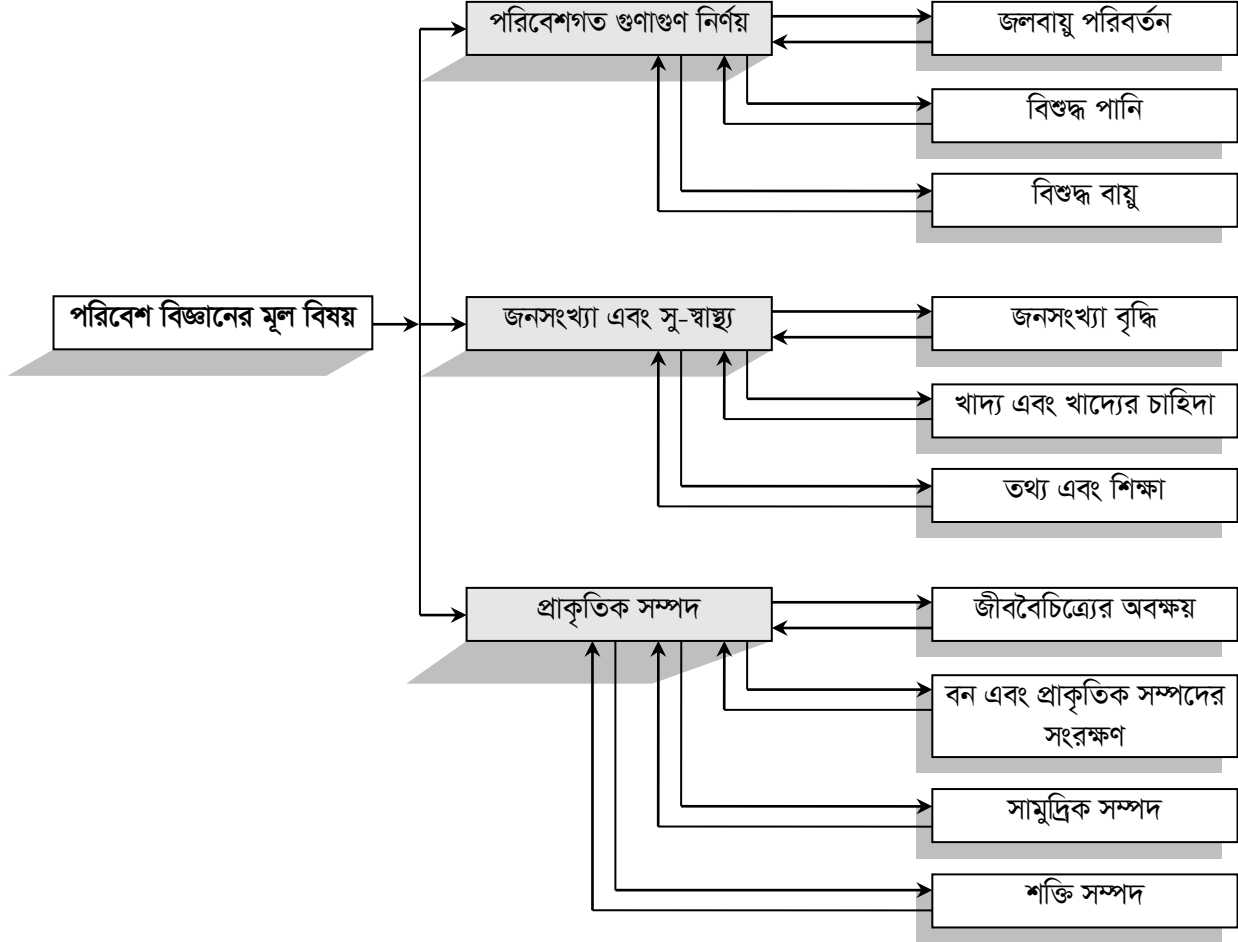 পরিবেশগত গুণাগুণ নির্ণয়
জলবায়ু পরিবর্তন
বিশুদ্ধ পানি
বিশুদ্ধ বায়ু
পরিবেশ বিজ্ঞানের মূল বিষয়
জনসংখ্যা এবং সু-স্বাস্থ্য
জনসংখ্যা বৃদ্ধি
খাদ্য এবং খাদ্যের চাহিদা
তথ্য এবং শিক্ষা
প্রাকৃতিক সম্পদ
জীববৈচিত্র্যের অবক্ষয়
বন এবং প্রাকৃতিক সম্পদের
সংরক্ষণ
সামুদ্রিক সম্পদ
শক্তি সম্পদ